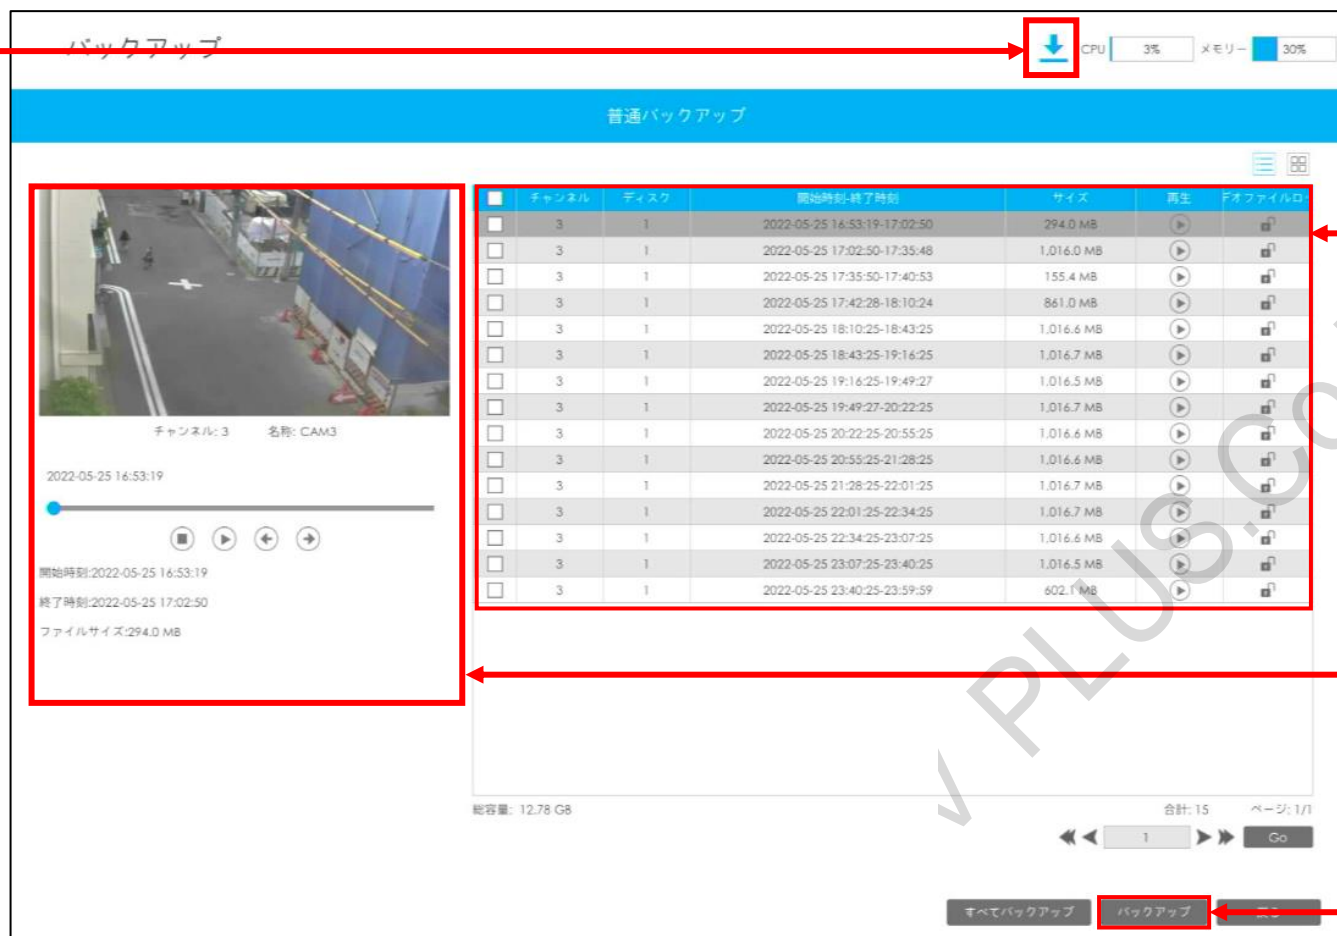 バックアップ
CPU 3% メモリー 30%
普通バックアップ
チャンネル ディスク 開始時刻-終了時刻 サイズ 再生 デオファイルロ
3 1 2022-05-25 16:53:19-17:02:50 294.0 MB
3 1 2022-05-25 17:02:50-17:35:48 1,016.0 MB
3 1 2022-05-25 17:35:50-17:40:53 155.4 MB
3 1 2022-05-25 17:42:28-18:10:24 861.0 MB
3 1 2022-05-25 18:10:25-18:43:25 1,016.6 MB
3 1 2022-05-25 18:43:25-19:16:25 1,016.7 MB
3 1 2022-05-25 19:16:25-19:49:27 1,016.5 MB
3 1 2022-05-25 19:49:27-20:22:25 1,016.7 MB
3 1 2022-05-25 20:22:25-20:55:25 1,016.6 MB
3 1 2022-05-25 20:55:25-21:28:25 1,016.6 MB
3 1 2022-05-25 21:28:25-22:01:25 1,016.7 MB
3 1 2022-05-25 22:01:25-22:34:25 1,016.7 MB
3 1 2022-05-25 22:34:25-23:07:25 1,016.6 MB
3 1 2022-05-25 23:07:25-23:40:25 1,016.5 MB
3 1 2022-05-25 23:40:25-23:59:59 602.1 MB
チャンネル: 3 名称: CAM3
2022-05-25 16:53:19
開始時刻:2022-05-25 16:53:19
終了時刻:2022-05-25 17:02:50
ファイルサイズ:294.0 MB
総容量: 12.78 GB 合計: 15 ページ: 1/1
1 Go
すべてバックアップ バックアップ
PLUS.CO